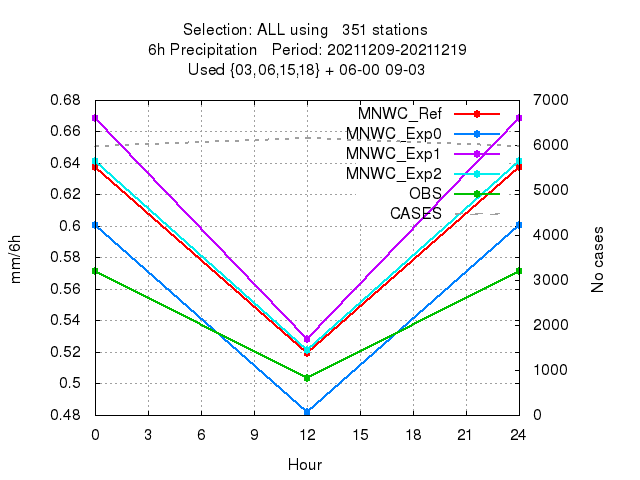 Selection: ALL using   351 stations
6h Precipitation   Period: 20211209-20211219
Used {03,06,15,18} + 06-00 09-03
0.68
0.66
0.64
0.62
0.6
0.58
0.56
0.54
0.52
0.5
0.48
mm/6h
MNWC_Ref
MNWC_Exp0
MNWC_Exp1
MNWC_Exp2
OBS
CASES
7000
6000
5000
4000
3000
2000
1000
0
No cases
0 3 6 9 12 15 18 21 24
Hour